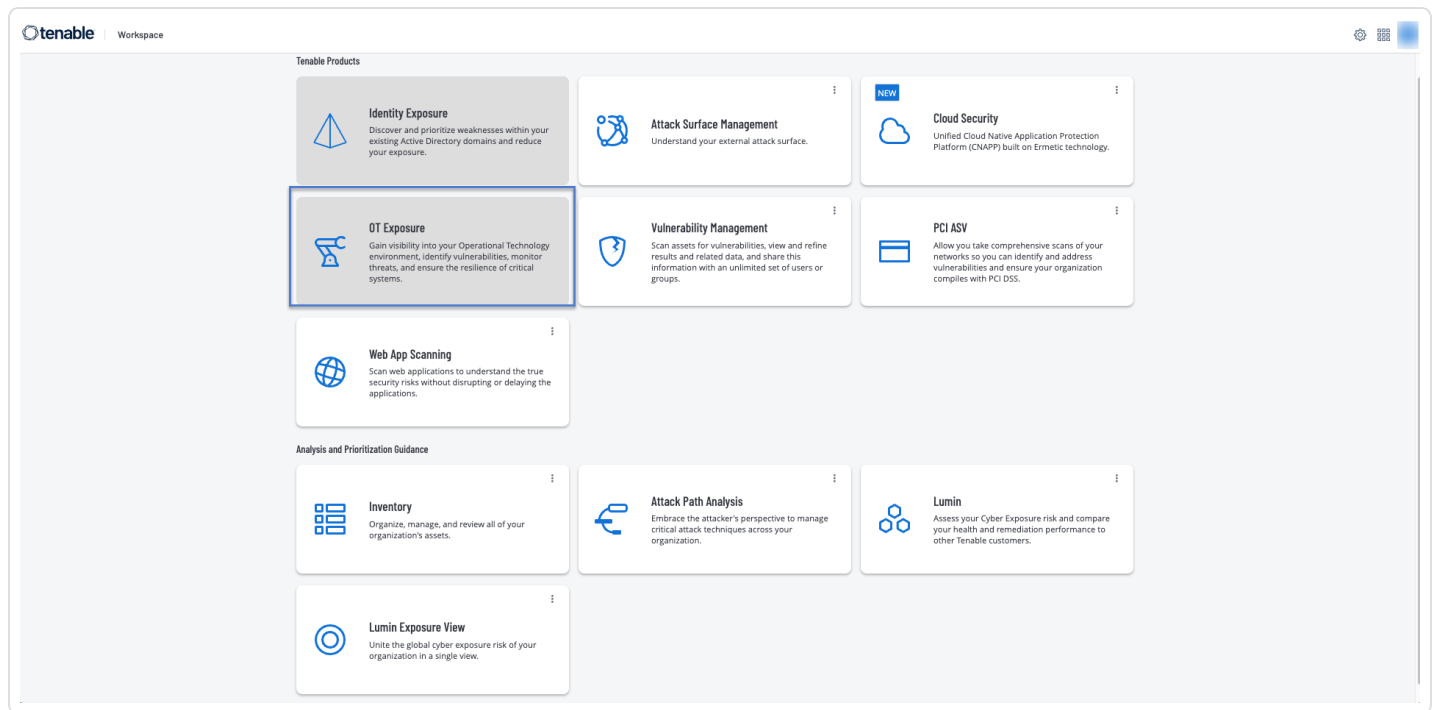 tenable
Workspace
Tenable Products
Identity Exposure
Discover and prioritize weaknesses within your
existing Active Directory domains and reduce
your exposure.
Attack Surface Management
Understand your external attack surface.
NEW
Cloud Security
Unified Cloud Native Application Protection
Platform (CNAPP) built on Ermetic technology.
OT Exposure
Gain visibility into your Operational Technology
environment, identify vulnerabilities, monitor
threats, and ensure the resilience of critical
systems.
Vulnerability Management
Scan assets for vulnerabilities, view and refine
results and related data, and share this
information with an unlimited set of users or
groups.
PCI ASV
Allow you take comprehensive scans of your
networks so you can identify and address
vulnerabilities and ensure your organization
compiles with PCI DSS.
Web App Scanning
Scan web applications to understand the true
security risks without disrupting or delaying the
applications.
Analysis and Prioritization Guidance
Inventory
Organize, manage, and review all of your
organization's assets.
Attack Path Analysis
Embrace the attacker's perspective to manage
critical attack techniques across your
organization.
Lumin
Assess your Cyber Exposure risk and compare
your health and remediation performance to
other Tenable customers.
Lumin Exposure View
Unite the global cyber exposure risk of your
organization in a single view.